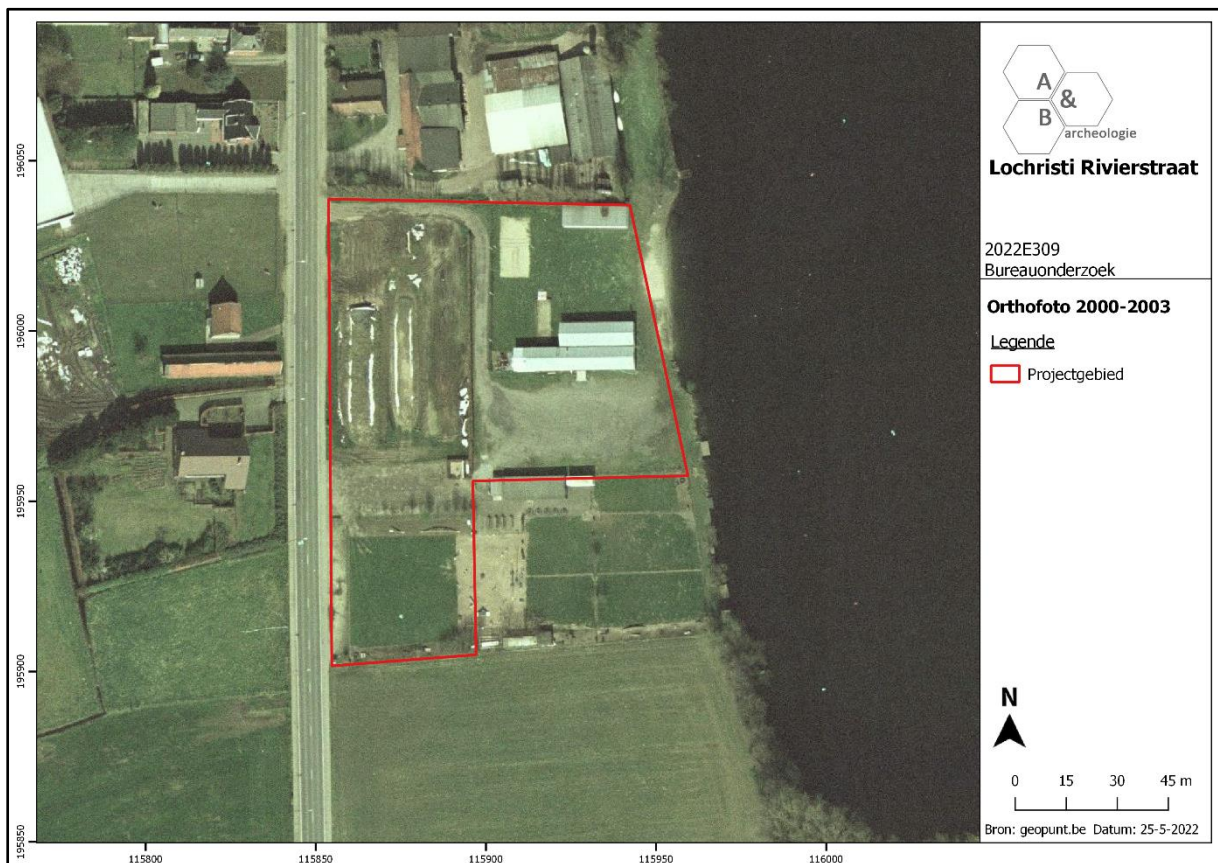 A
&
B
archeologie
Lochristi Rivierstraat
2022E309
Bureauonderzoek
Orthofoto 2000-2003
Legende
Projectgebied
N
0 15 30 45 m
Bron: geopunt.be Datum: 25-5-2022
196050
196000
195950
195900
195850
115800 115850 115900 115950 116000